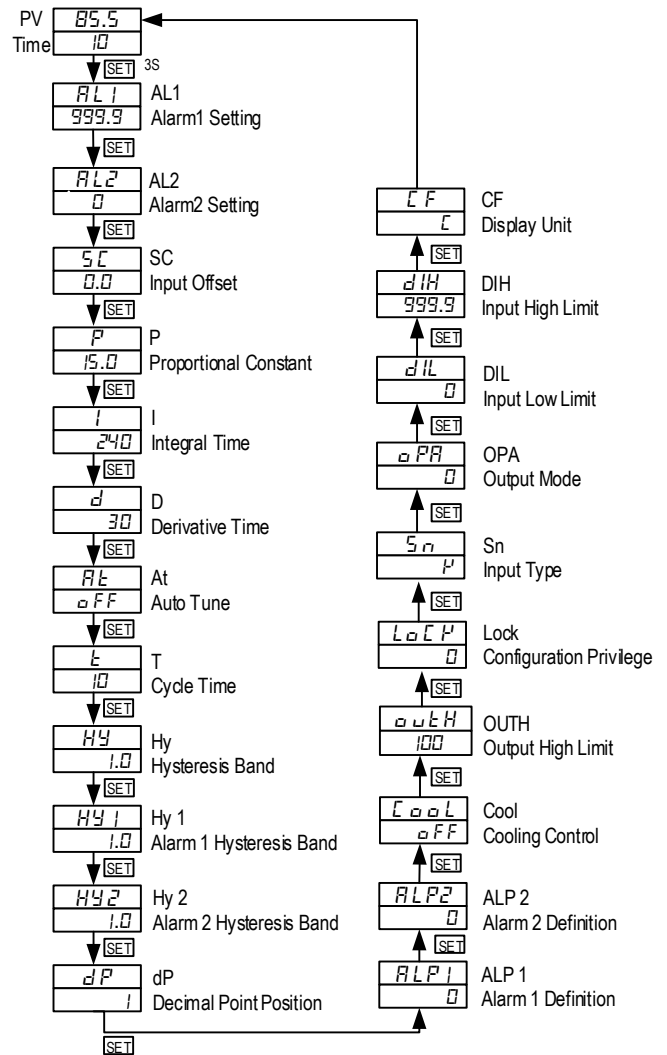 PV 85.5
Time 10
SET 3S
AL1 AL1
999.9 Alarm1 Setting
SET
AL2 AL2
0 Alarm2 Setting
SET
SC SC
0.0 Input Offset
SET
P P
15.0 Proportional Constant
SET
I I
240 Integral Time
SET
d D
30 Derivative Time
SET
At At
oFF Auto Tune
SET
t T
10 Cycle Time
SET
HY Hy
1.0 Hysteresis Band
SET
HY1 Hy 1
1.0 Alarm 1 Hysteresis Band
SET
HY2 Hy 2
1.0 Alarm 2 Hysteresis Band
SET
dP dP
1 Decimal Point Position
SET
CF CF
C Display Unit
SET
dIH DIH
999.9 Input High Limit
SET
dIL DIL
0 Input Low Limit
SET
oPA OPA
0 Output Mode
SET
Sn Sn
K Input Type
SET
LoCK Lock
0 Configuration Privilege
SET
outH OUTH
100 Output High Limit
SET
CooL Cool
oFF Cooling Control
SET
ALP2 ALP 2
0 Alarm 2 Definition
SET
ALP1 ALP 1
0 Alarm 1 Definition